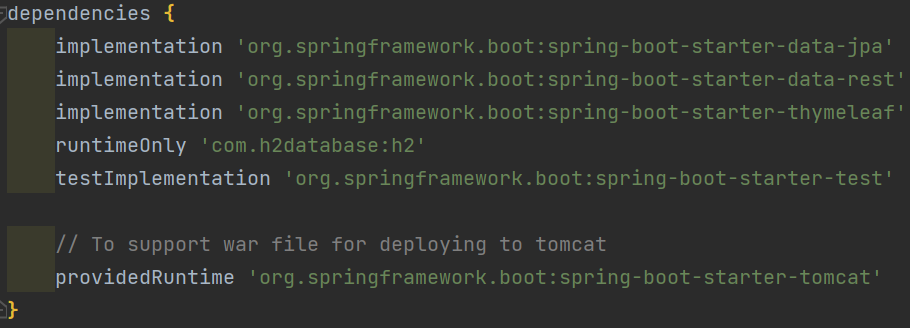 dependencies {
implementation 'org.springframework.boot:spring-boot-starter-data-jpa'
implementation 'org.springframework.boot:spring-boot-starter-data-rest'
implementation 'org.springframework.boot:spring-boot-starter-thymeleaf'
runtimeOnly 'com.h2database:h2'
testImplementation 'org.springframework.boot:spring-boot-starter-test'
// To support war file for deploying to tomcat
providedRuntime 'org.springframework.boot:spring-boot-starter-tomcat'
}